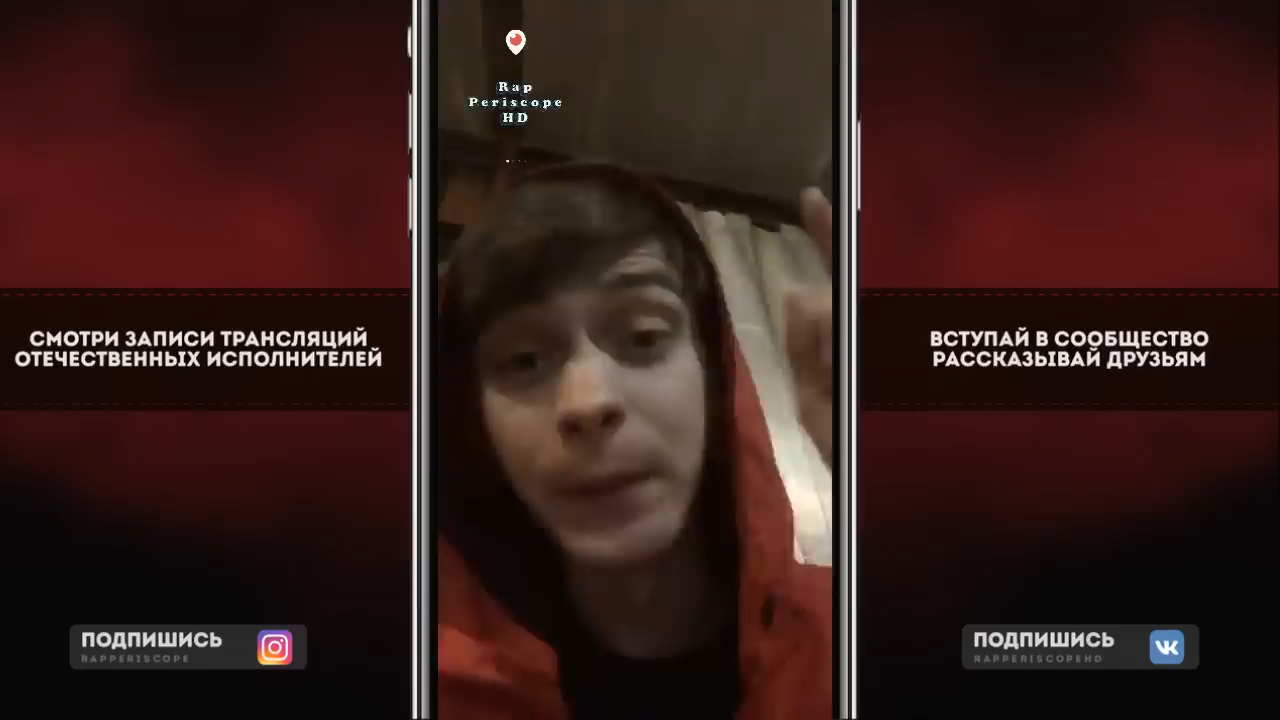 Rap
Periscope
HD
СМОТРИ ЗАПИСИ ТРАНСЛЯЦИЙ
ОТЕЧЕСТВЕННЫХ ИСПОЛНИТЕЛЕЙ
ВСТУПАЙ В СООБЩЕСТВО
РАССКАЗЫВАЙ ДРУЗЬЯМ
ПОДПИШИСЬ
RAPPERISCOPE
ПОДПИШИСЬ
RAPPERISCOPEHD